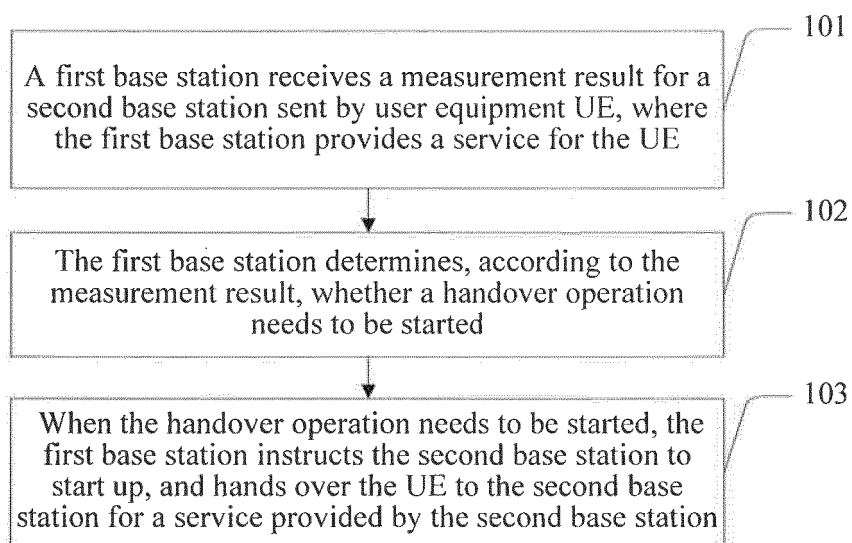 101
A first base station receives a measurement result for a
second base station sent by user equipment UE, where
the first base station provides a service for the UE
102
The first base station determines, according to the
measurement result, whether a handover operation
needs to be started
103
When the handover operation needs to be started, the
first base station instructs the second base station to
start up, and hands over the UE to the second base
station for a service provided by the second base station